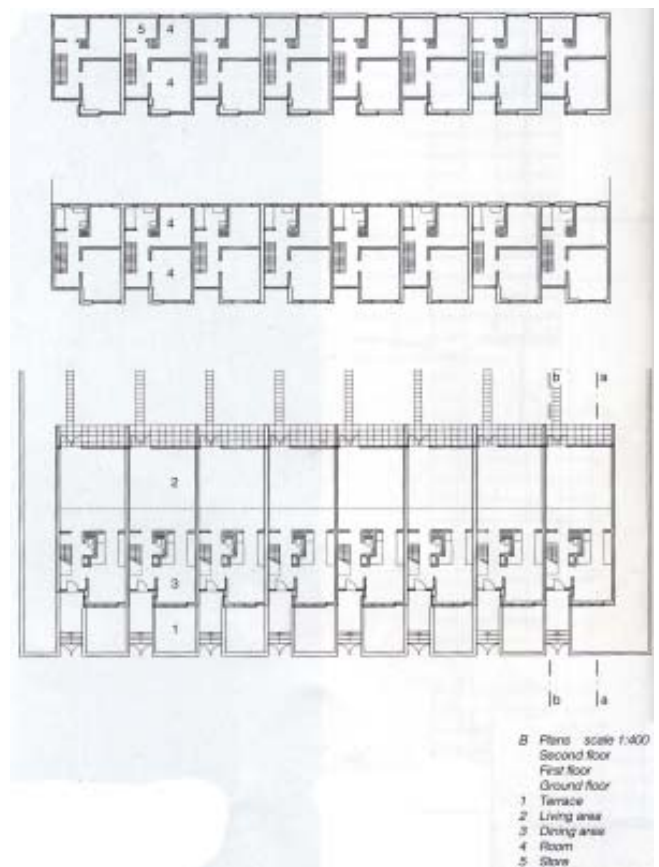 5 4
4
4
4
b a
2
3
1
b a
B Plans scale 1:400
Second floor
First floor
Ground floor
1 Terrace
2 Living area
3 Dining area
4 Room
5 Store